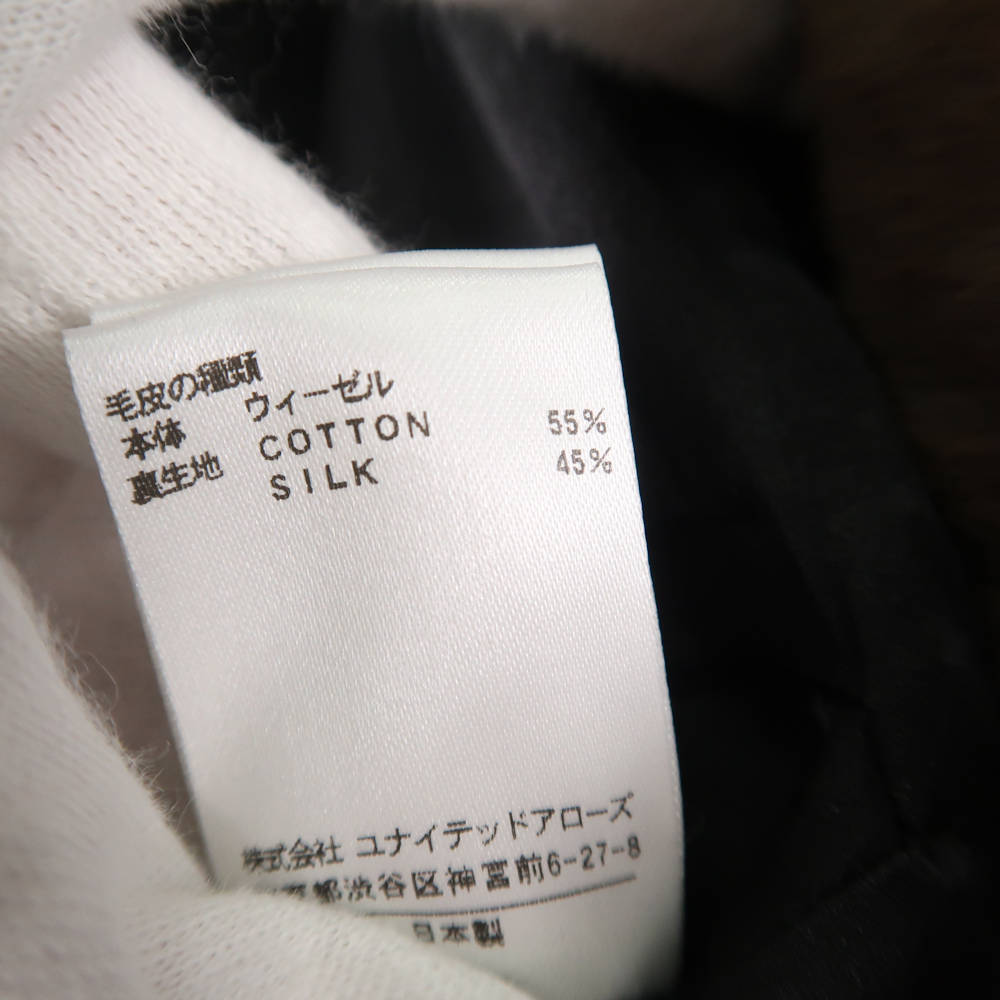 毛皮の種類 ウィーゼル
本体 COTTON 55%
裏生地 SILK 45%
株式会社 ユナイテッドアローズ
京都渋谷区神宮前6-27-8
日本製